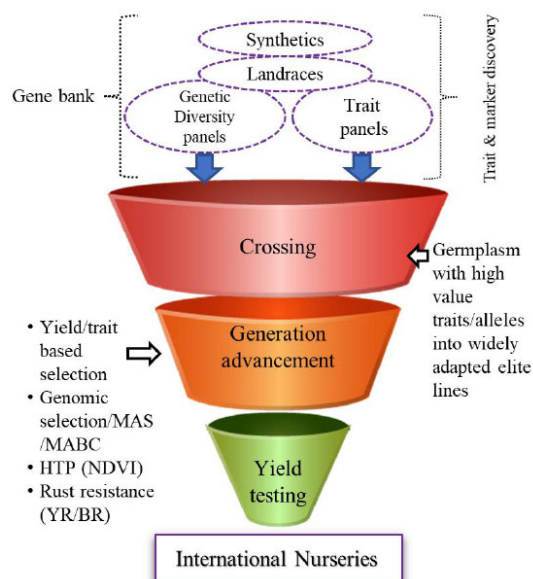 Synthetics
Landraces
Gene bank
Genetic
Diversity
panels
Trait
panels
Trait & marker discovery
Crossing
Germplasm
with high
value
traits/alleles
into widely
adapted elite
lines
Generation
advancement
• Yield/trait
based
selection
• Genomic
selection/MAS
/MABC
• HTP (NDVI)
• Rust resistance
(YR/BR)
Yield
testing
International Nurseries